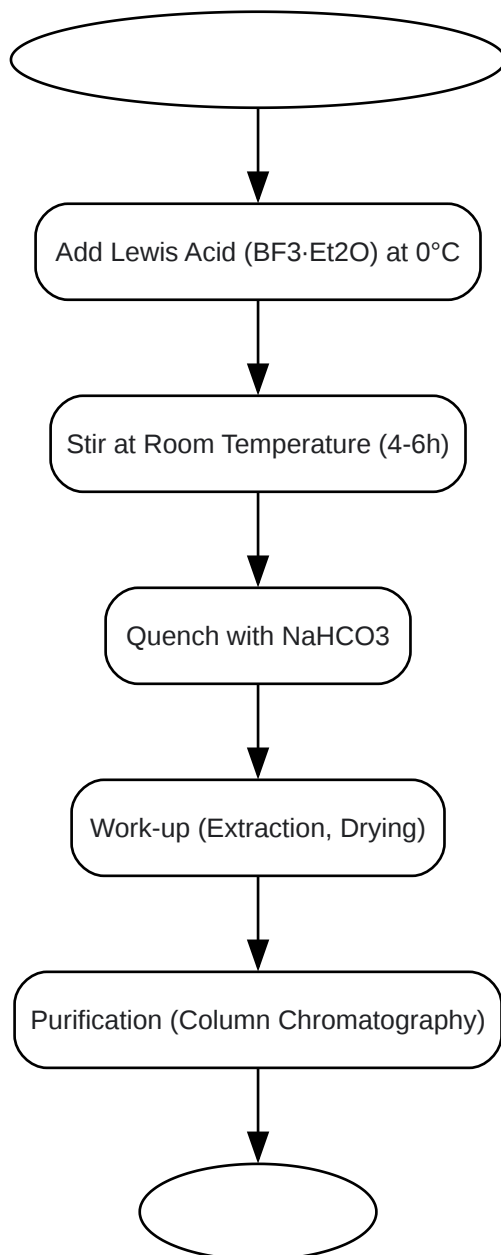 Add Lewis Acid (BF3·Et2O) at 0°C
Stir at Room Temperature (4-6h)
Quench with NaHCO3
Work-up (Extraction, Drying)
Purification (Column Chromatography)